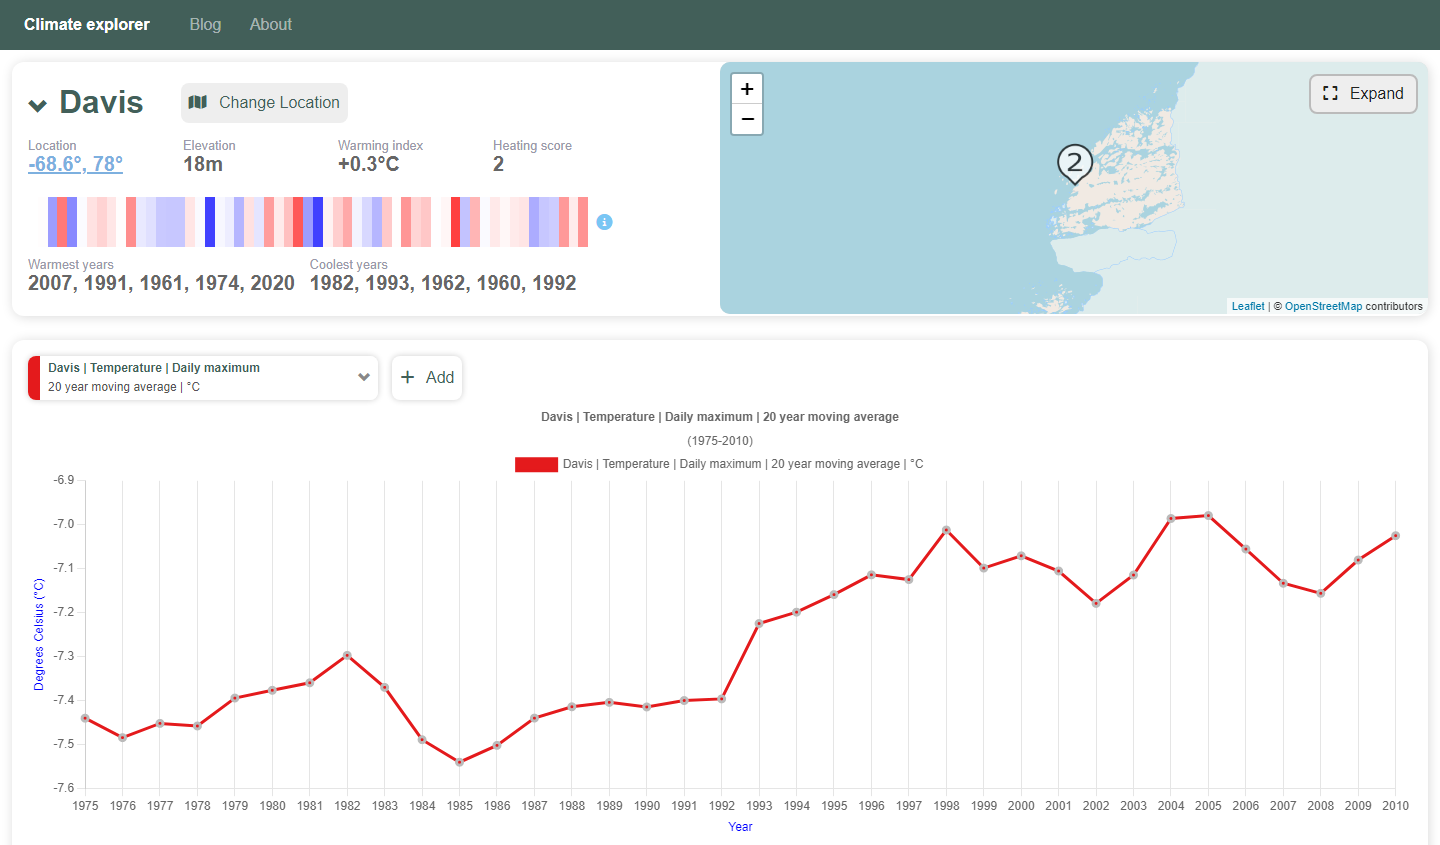 Climate explorer Blog About
Davis Change Location
Location Elevation Warming index Heating score
-68.6°, 78° 18m +0.3°C 2
Warmest years Coolest years
2007, 1991, 1961, 1974, 2020 1982, 1993, 1962, 1960, 1992
+
−
Expand
2
Leaflet | © OpenStreetMap contributors
Davis | Temperature | Daily maximum
20 year moving average | °C
+ Add
Davis | Temperature | Daily maximum | 20 year moving average
(1975-2010)
Davis | Temperature | Daily maximum | 20 year moving average | °C
Degrees Celsius (°C)
-6.9
-7.0
-7.1
-7.2
-7.3
-7.4
-7.5
-7.6
1975 1976 1977 1978 1979 1980 1981 1982 1983 1984 1985 1986 1987 1988 1989 1990 1991 1992 1993 1994 1995 1996 1997 1998 1999 2000 2001 2002 2003 2004 2005 2006 2007 2008 2009 2010
Year